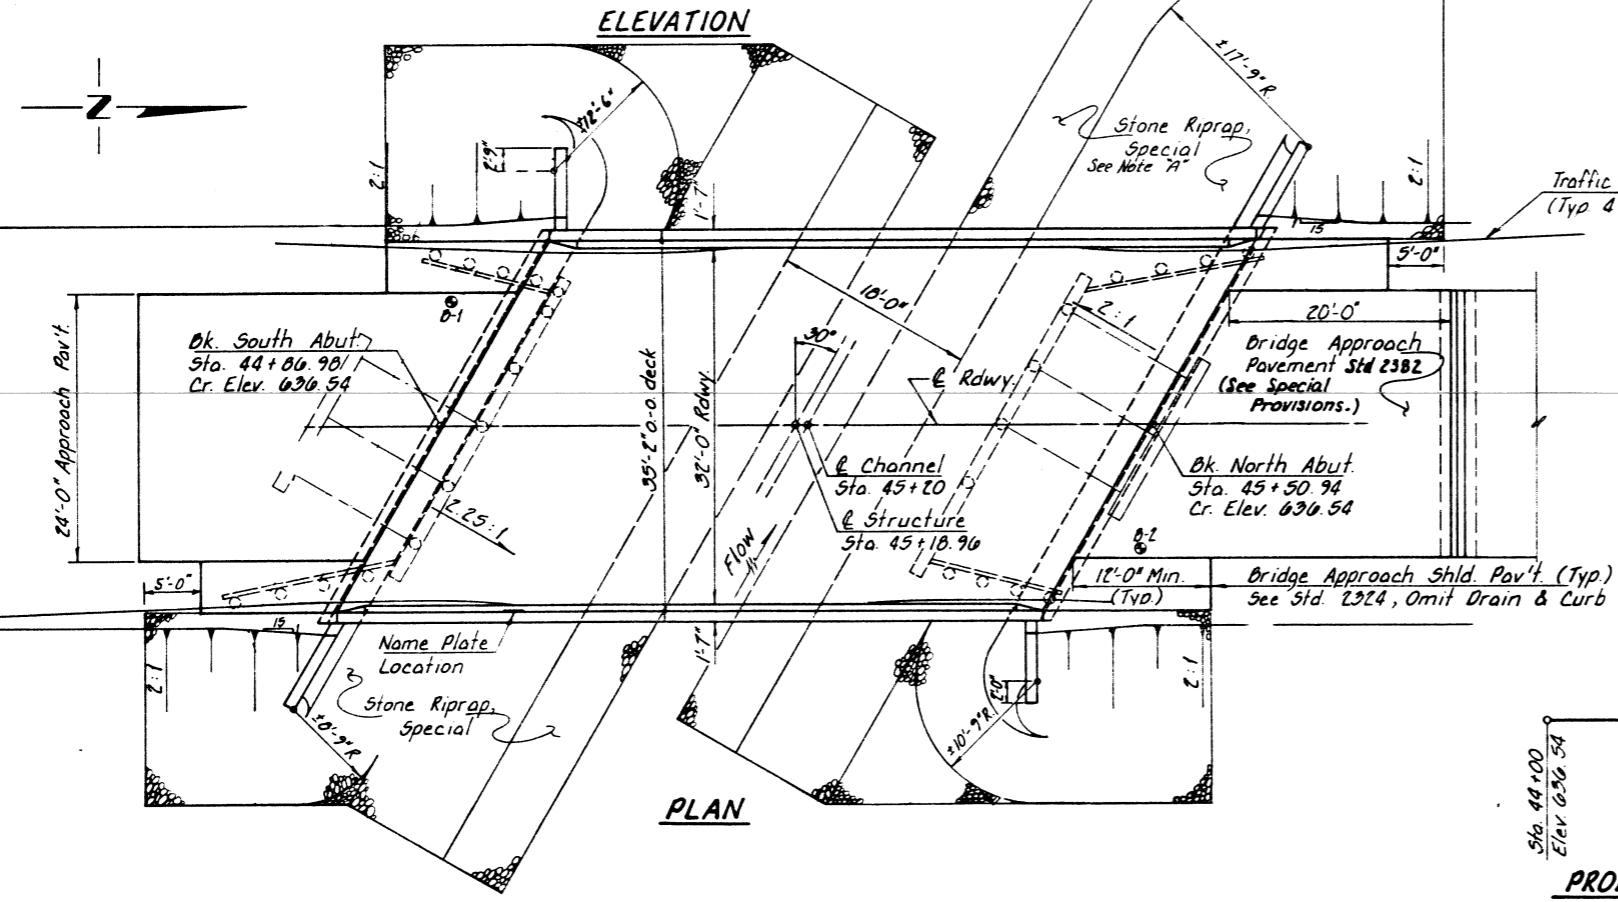 ELEVATION
Z
±17'-9" R.
±12'-6"
2'-9"
2:1
1'-7"
Stone Riprap,
Special
See Note "A"
2:1
Traffic
(Typ. 4
15
5'-0"
18'-0"
30°
2:1
20'-0"
B-1
Bk. South Abut.
Sta. 44+86.98
Cr. Elev. 636.54
24'-0" Approach Pav't.
Bridge Approach
Pavement Std 2382
(See Special
Provisions.)
℄ Rdwy.
35'-2" o.-o. deck
32'-0" Rdwy.
℄ Channel
Sta. 45+20
Bk. North Abut.
Sta. 45+50.94
Cr. Elev. 636.54
℄ Structure
Sta. 45+18.96
2.25:1
Flow
B-2
5'-0"
12'-0" Min.
(Typ.)
Bridge Approach Shld. Pav't. (Typ.)
See Std. 2324, Omit Drain & Curb
15
2:1
Name Plate
Location
1'-7"
2'-0"
2:1
Stone Riprap,
Special
±8'-9" R
±10'-9" R.
PLAN
Sta. 44+00
Elev. 636.54
PRO